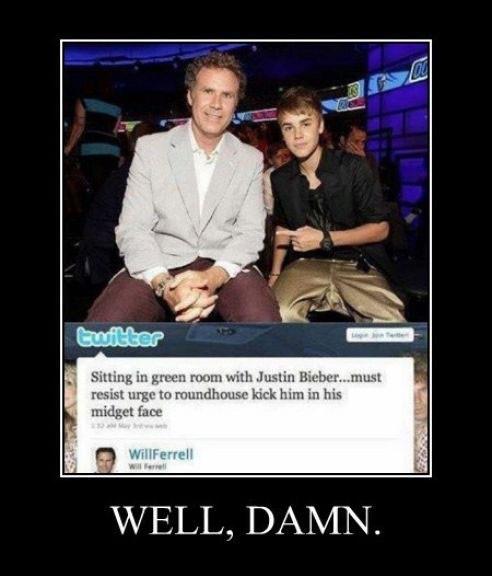 twitter
Login Join Twitter!
Sitting in green room with Justin Bieber...must
resist urge to roundhouse kick him in his
midget face
WillFerrell
Will Ferrell
WELL, DAMN.